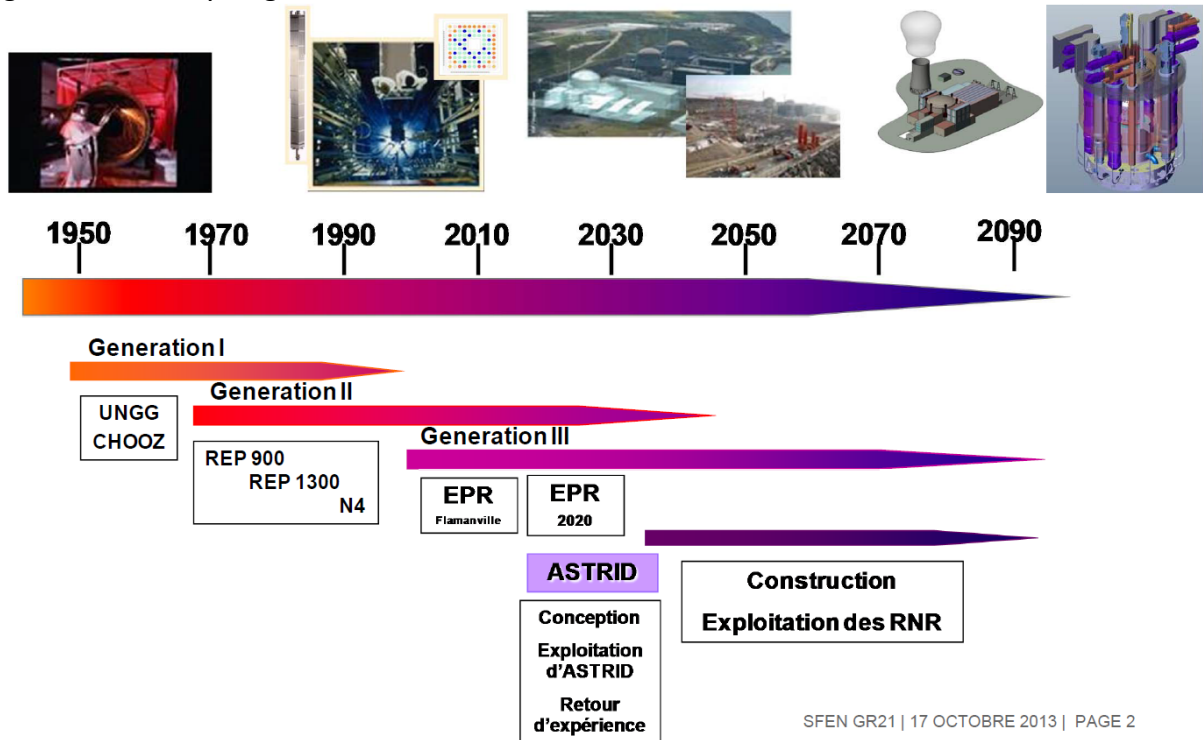 1950 1970 1990 2010 2030 2050 2070 2090
Generation I
UNGG
CHOOZ
Generation II
REP 900
REP 1300
N4
Generation III
EPR
Flamanville
EPR
2020
ASTRID
Conception
Exploitation
d'ASTRID
Retour
d'expérience
Construction
Exploitation des RNR
SFEN GR21 | 17 OCTOBRE 2013 | PAGE 2